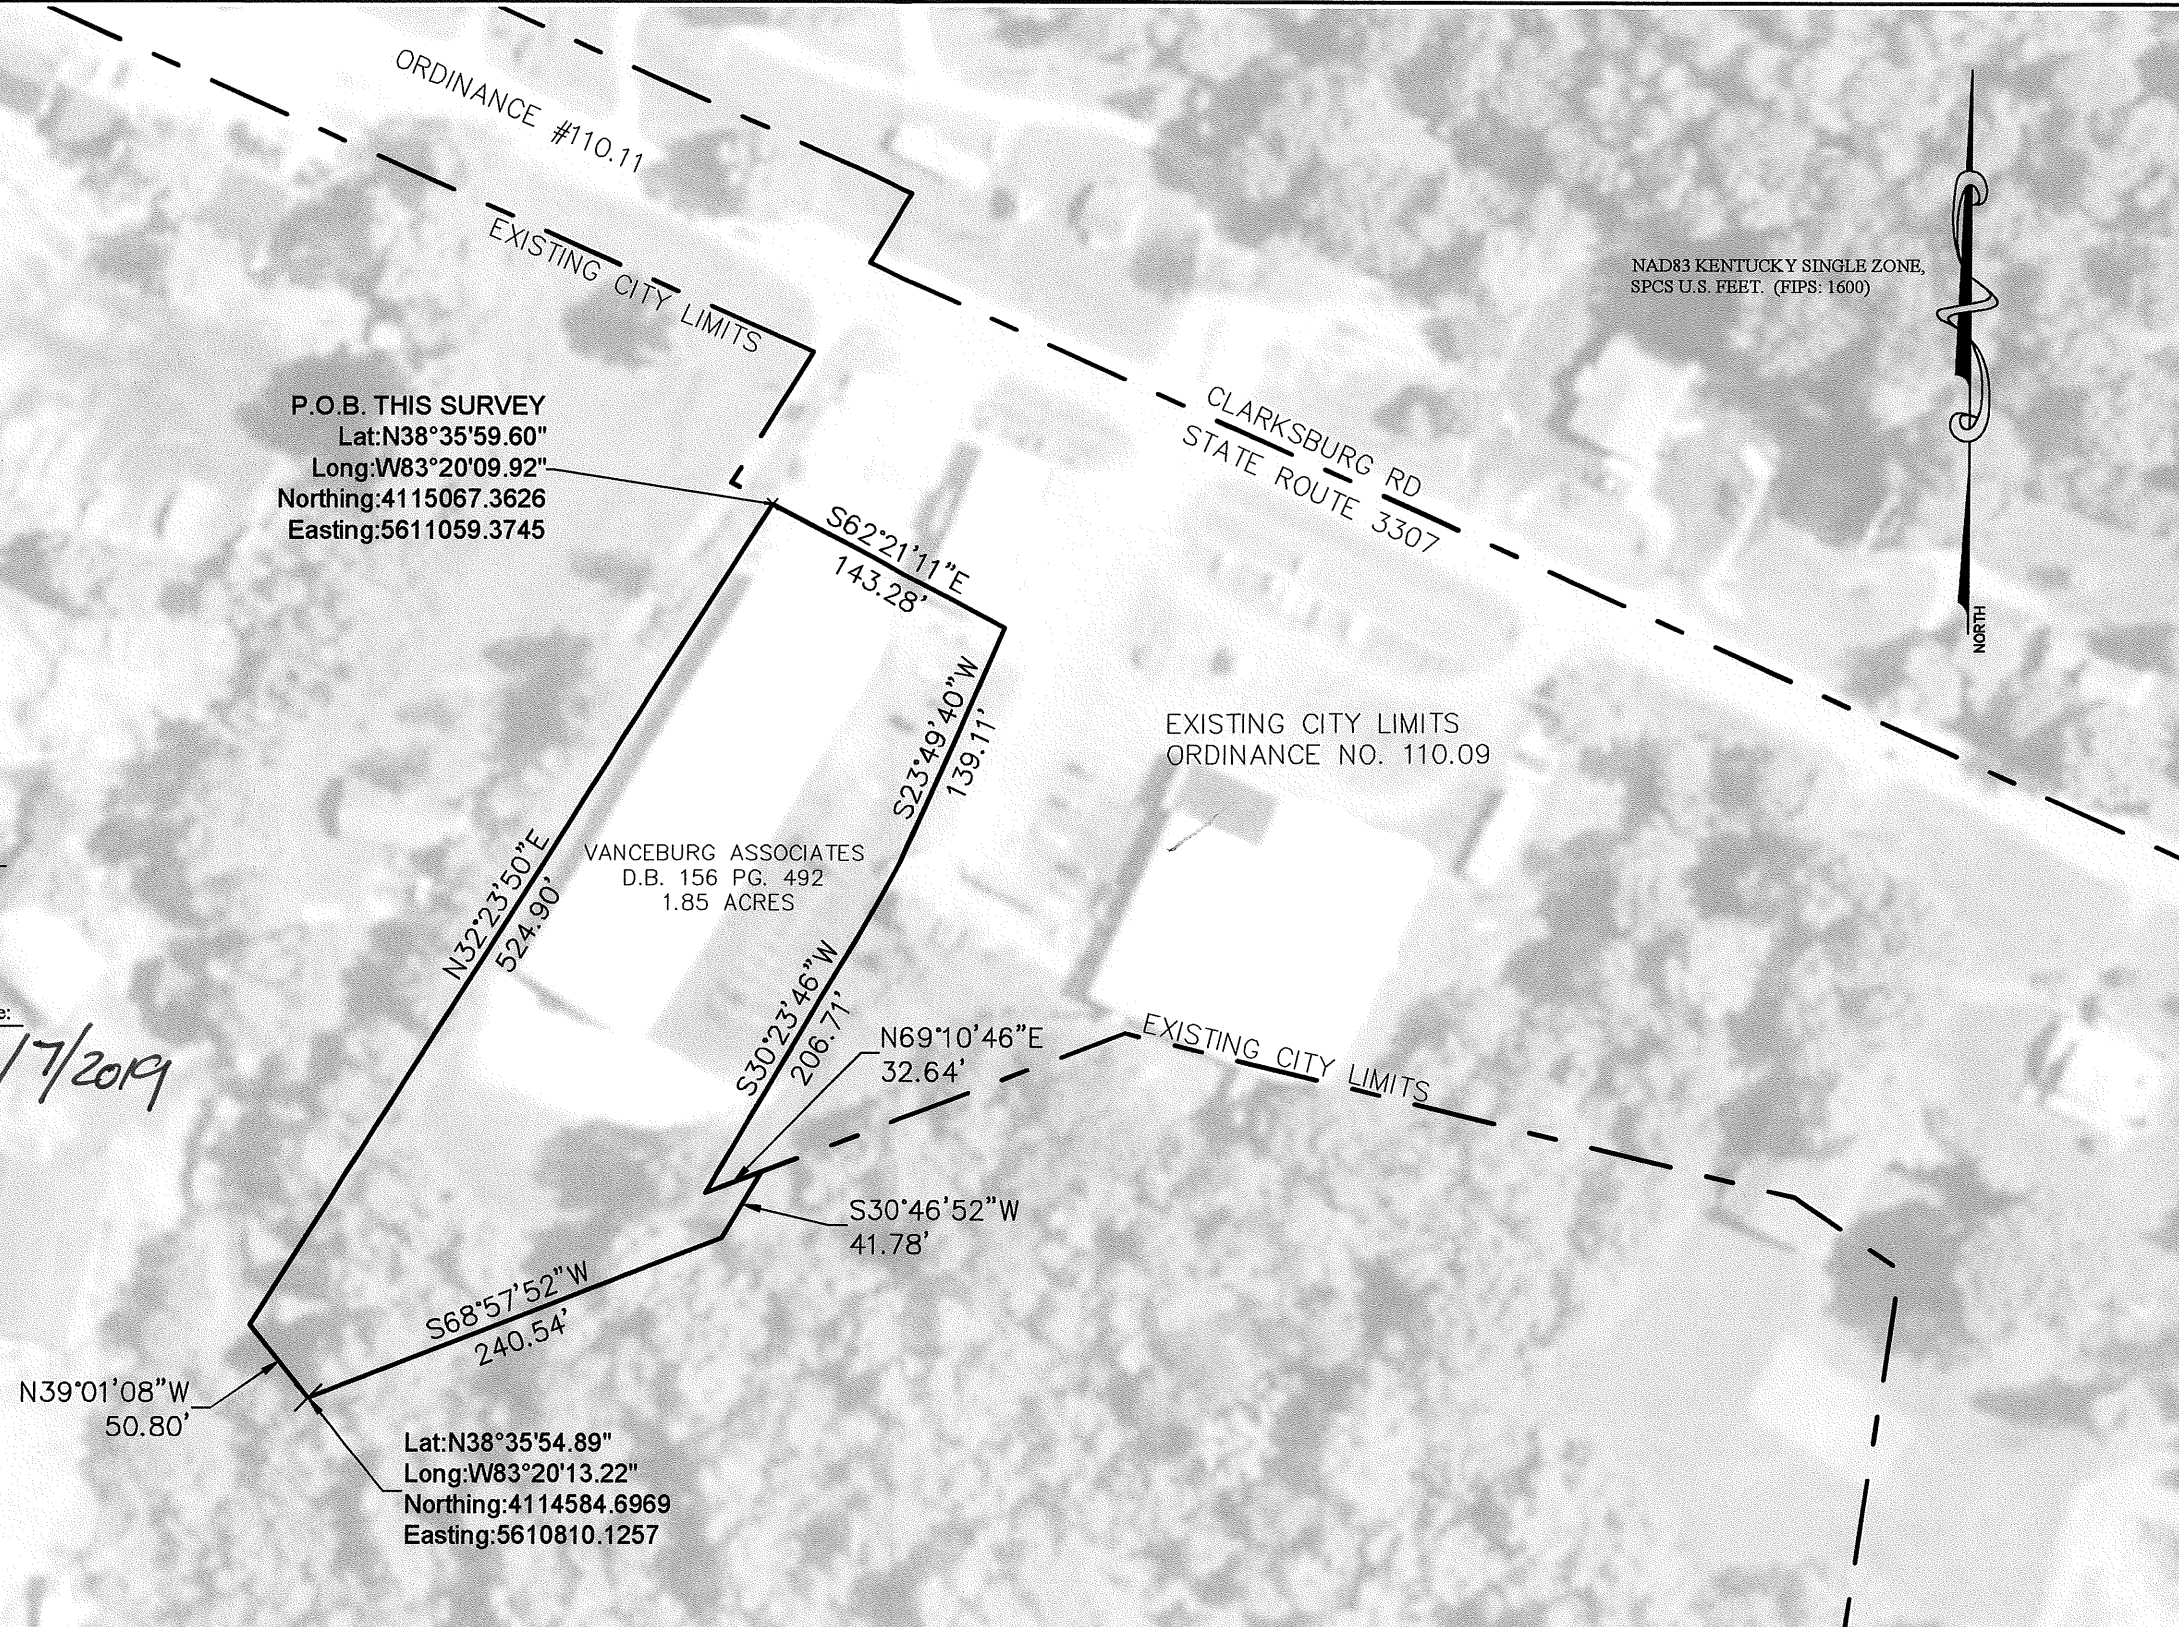 ORDINANCE #110.11
EXISTING CITY LIMITS
NAD83 KENTUCKY SINGLE ZONE,
SPCS U.S. FEET. (FIPS: 1600)
NORTH
P.O.B. THIS SURVEY
Lat:N38°35'59.60"
Long:W83°20'09.92"
Northing:4115067.3626
Easting:5611059.3745
CLARKSBURG RD
STATE ROUTE 3307
S62°21'11"E
143.28'
S23°49'40"W
139.11'
EXISTING CITY LIMITS
ORDINANCE NO. 110.09
N32°23'50"E
524.90'
VANCEBURG ASSOCIATES
D.B. 156 PG. 492
1.85 ACRES
S30°23'46"W
206.71'
N69°10'46"E
32.64'
EXISTING CITY LIMITS
e:
/7/2019
S30°46'52"W
41.78'
S68°57'52"W
240.54'
N39°01'08"W
50.80'
Lat:N38°35'54.89"
Long:W83°20'13.22"
Northing:4114584.6969
Easting:5610810.1257